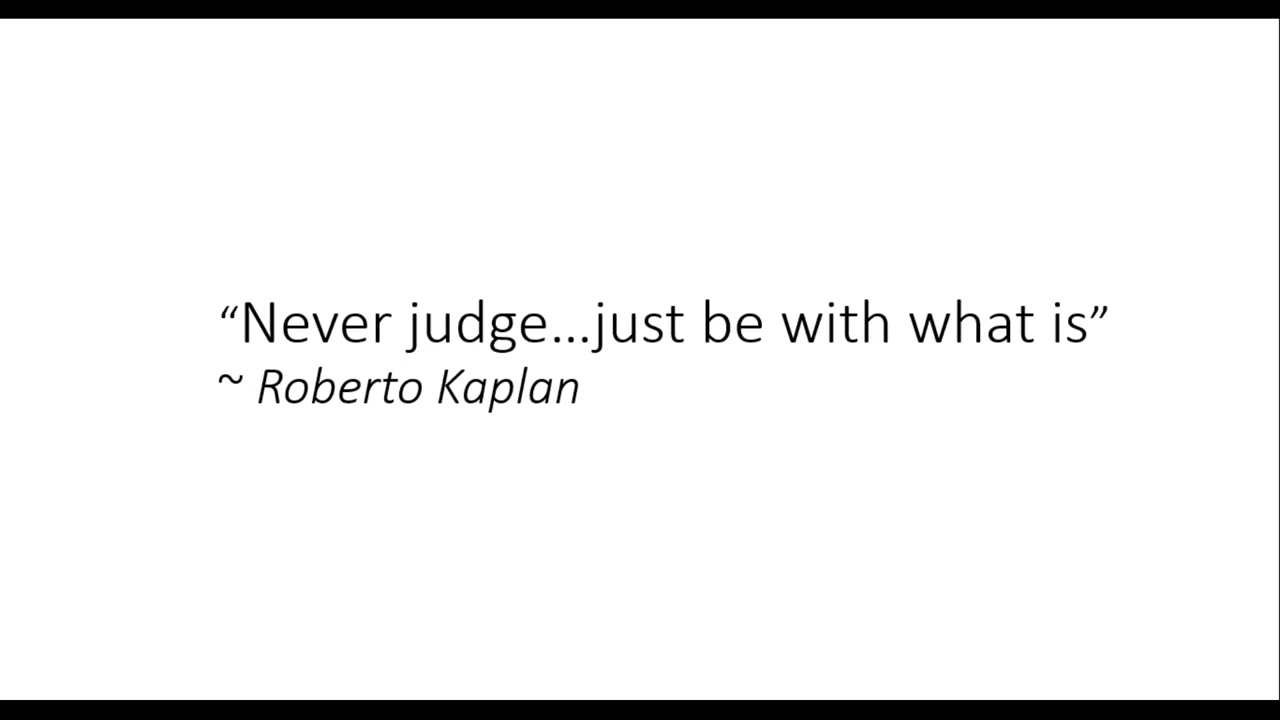 “Never judge...just be with what is”
~ Roberto Kaplan